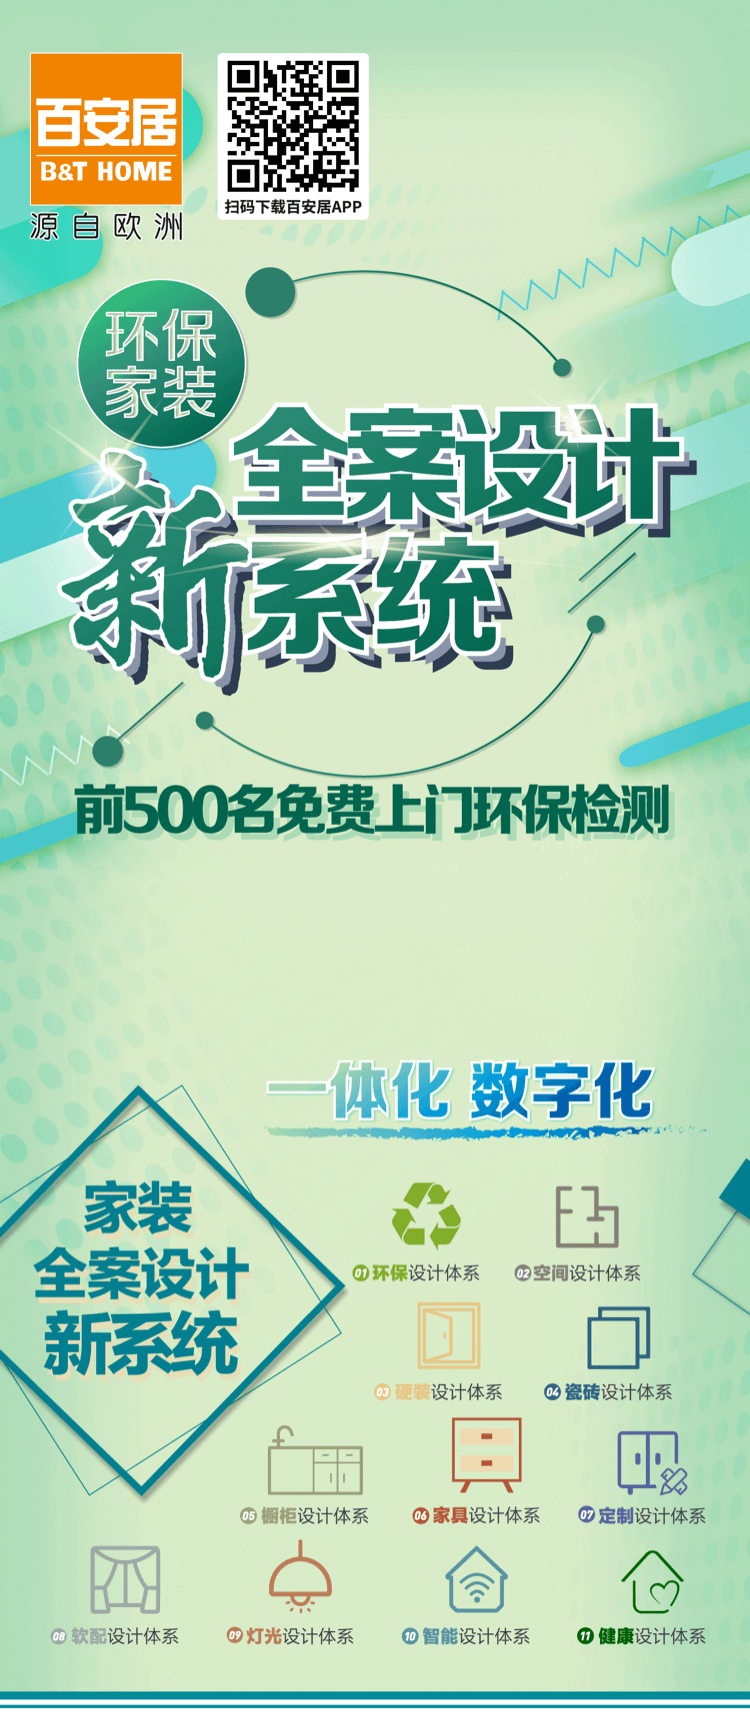 百安居
B&T HOME
源自欧洲
扫码下载百安居APP
环保
家装
全案设计
新系统
前500名免费上门环保检测
一体化 数字化
家装
全案设计
新系统
01 环保设计体系
02 空间设计体系
03 硬装设计体系
04 瓷砖设计体系
05 橱柜设计体系
06 家具设计体系
07 定制设计体系
08 软配设计体系
09 灯光设计体系
10 智能设计体系
11 健康设计体系